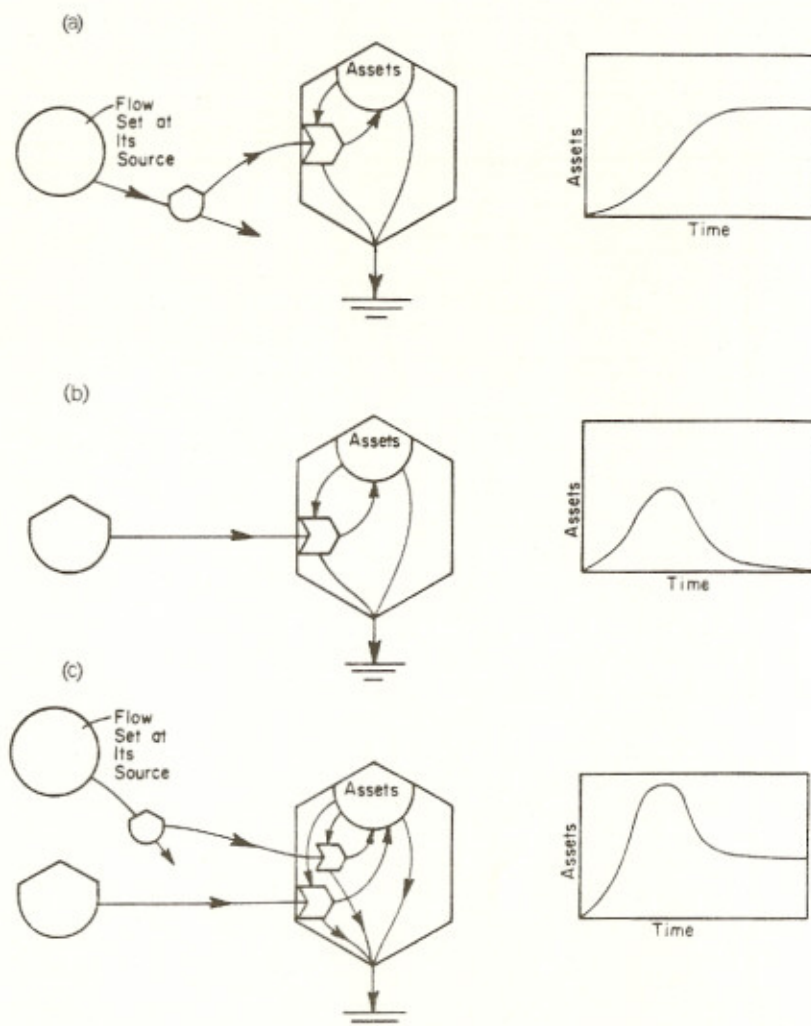 (a)
Flow
Set at
Its
Source
Assets
Assets
Time
(b)
Assets
Assets
Time
(c)
Flow
Set at
Its
Source
Assets
Assets
Time